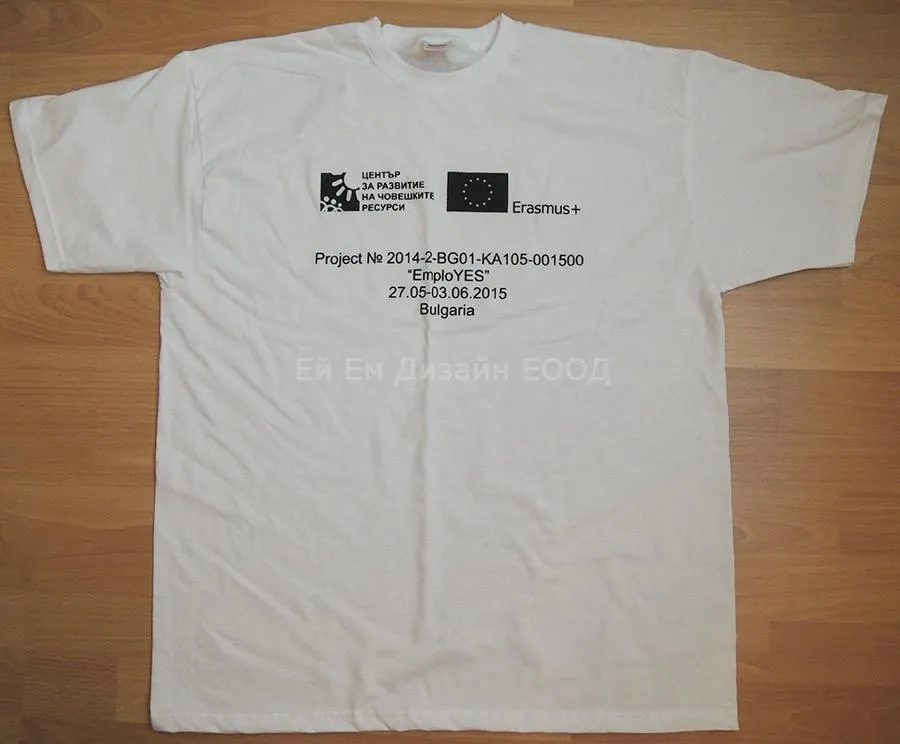 ЦЕНТЪР
ЗА РАЗВИТИЕ
НА ЧОВЕШКИТЕ
РЕСУРСИ
Erasmus+
Project № 2014-2-BG01-KA105-001500
"EmploYES"
27.05-03.06.2015
Bulgaria
Ей Ем Дизайн ЕООД